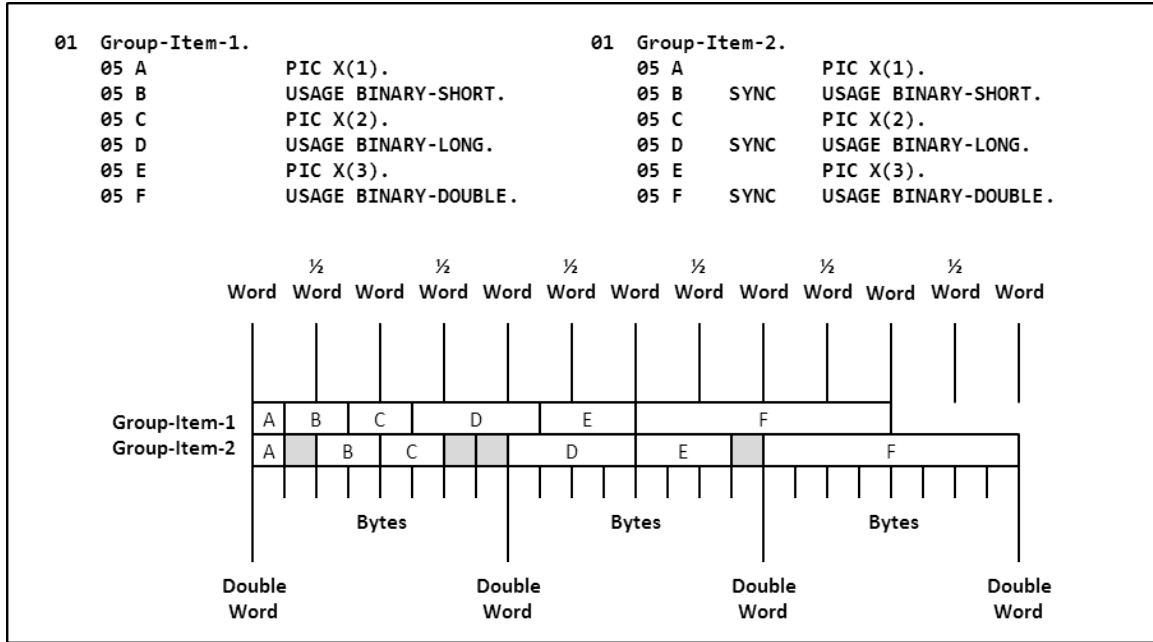 01 Group-Item-1.
05 A PIC X(1).
05 B USAGE BINARY-SHORT.
05 C PIC X(2).
05 D USAGE BINARY-LONG.
05 E PIC X(3).
05 F USAGE BINARY-DOUBLE.
01 Group-Item-2.
05 A PIC X(1).
05 B SYNC USAGE BINARY-SHORT.
05 C PIC X(2).
05 D SYNC USAGE BINARY-LONG.
05 E PIC X(3).
05 F SYNC USAGE BINARY-DOUBLE.
½ ½ ½ ½ ½ ½
Word Word Word Word Word Word Word Word Word Word Word Word Word
Group-Item-1 A B C D E F
Group-Item-2 A B C D E F
Bytes Bytes Bytes
Double Double Double Double
Word Word Word Word